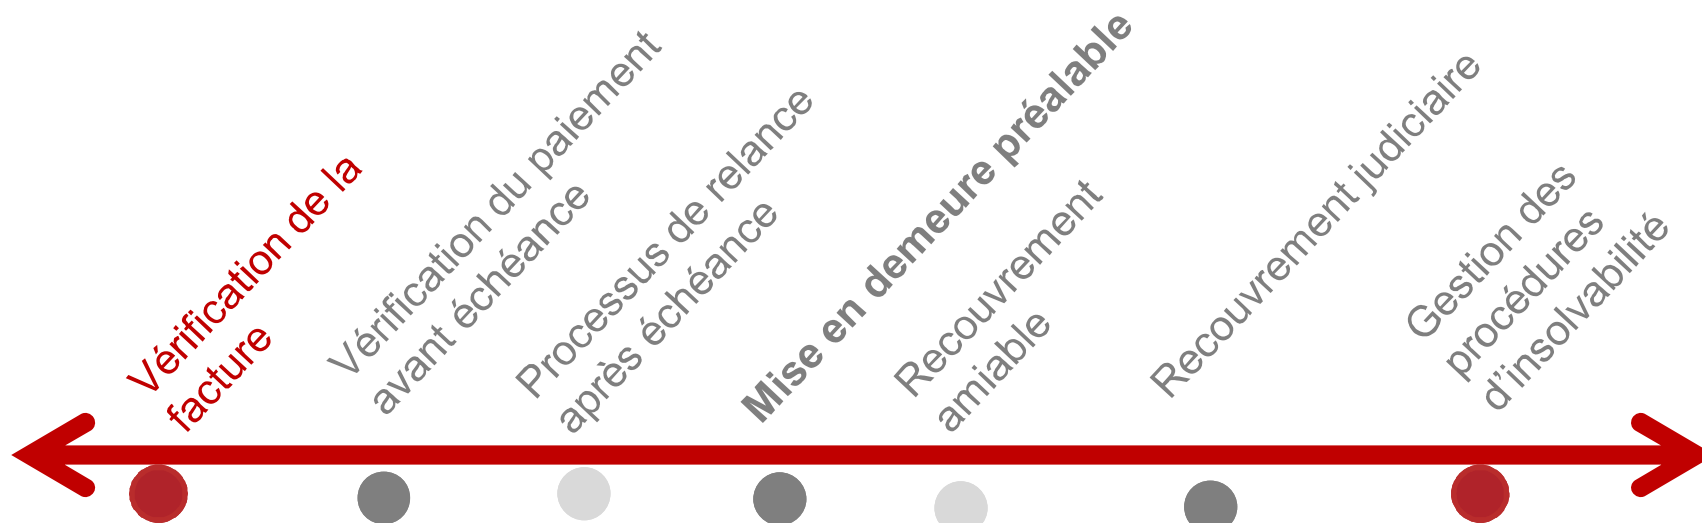 Vérification de la
facture
Vérification du paiement
avant échéance
Processus de relance
après échéance
Mise en demeure préalable
Recouvrement
amiable
Recouvrement judiciaire
Gestion des
procédures
d’insolvabilité